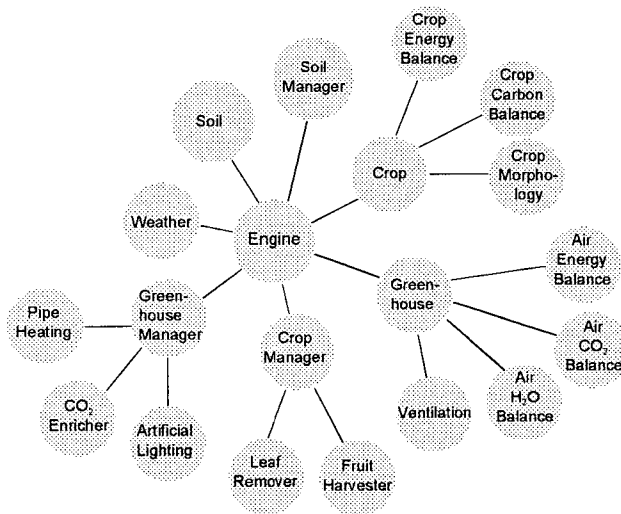 Crop
Energy
Balance
Soil
Manager
Crop
Carbon
Balance
Soil
Crop
Crop
Morpho-
logy
Weather
Engine
Air
Energy
Balance
Green-
house
Manager
Green-
house
Pipe
Heating
Crop
Manager
Air
CO₂
Balance
CO₂
Enricher
Artificial
Lighting
Ventilation
Air
H₂O
Balance
Leaf
Remover
Fruit
Harvester